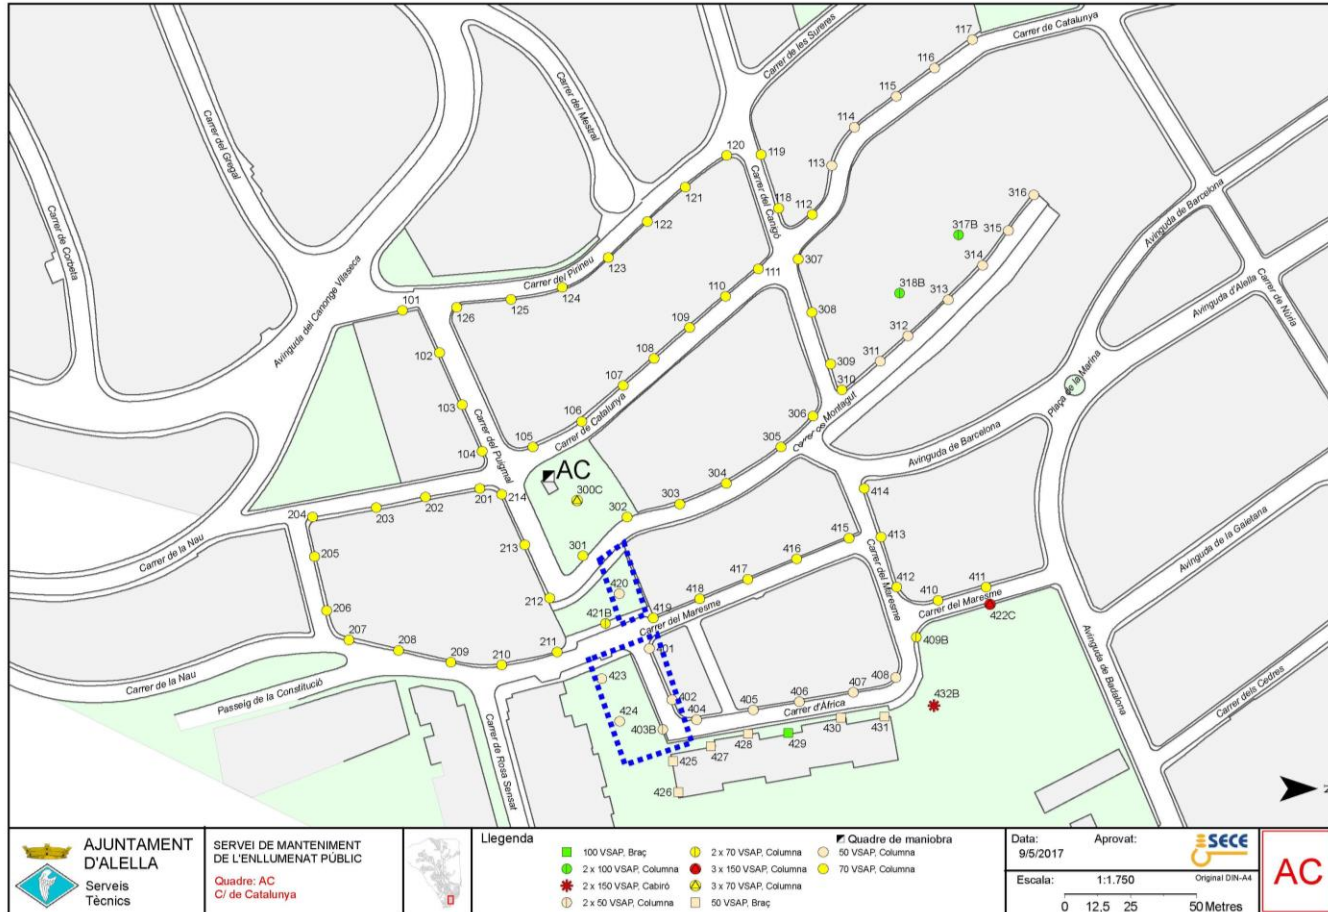 117
Carrer de Catalunya
116
Carrer de les Sureres
115
Carrer del Mestral
114
Carrer del Gregal
120
119
113
Carrer del Canigó
121
118
112
316
Carrer de Corbera
122
317B
315
Avinguda de Barcelona
307
314
123
111
Carrer del Pirineu
Avinguda del Canonge Vilaseca
124
110
318B
313
Avinguda d'Alella
Carrer de Núria
101
126
125
109
308
312
102
108
309
311
310
107
Plaça de la Marina
103
106
306
Carrer de Montagut
104
105
Carrer de Catalunya
305
Avinguda de Barcelona
Carrer del Puigmal
AC
300C
304
414
201
214
202
203
204
303
302
415
413
Avinguda de la Gaietana
213
301
416
Carrer de la Nau
205
417
Carrer del Maresme
412
411
420
418
410
Carrer del Maresme
422C
206
212
421B
419
Carrer del Maresme
409B
207
211
401
208
209
210
423
402
405
406
407
408
Avinguda de Badalona
Carrer de la Nau
Passeig de la Constitució
424
403B
404
Carrer d'Àfrica
432B
Carrer dels Cedres
427
428
429
430
431
425
426
Carrer de Rosa Sensat
AJUNTAMENT
D'ALELLA
Serveis
Tècnics
SERVEI DE MANTENIMENT
DE L'ENLLUMENAT PÚBLIC
Quadre: AC
C/ de Catalunya
Llegenda
Quadre de maniobra
100 VSAP, Braç
2 x 70 VSAP, Columna
50 VSAP, Columna
2 x 100 VSAP, Columna
3 x 150 VSAP, Columna
70 VSAP, Columna
2 x 150 VSAP, Cabiró
3 x 70 VSAP, Columna
2 x 50 VSAP, Columna
50 VSAP, Braç
Data:
Aprovat:
9/5/2017
SECE
Escala:
1:1.750
Original DIN-A4
0 12.5 25 50 Metres
AC